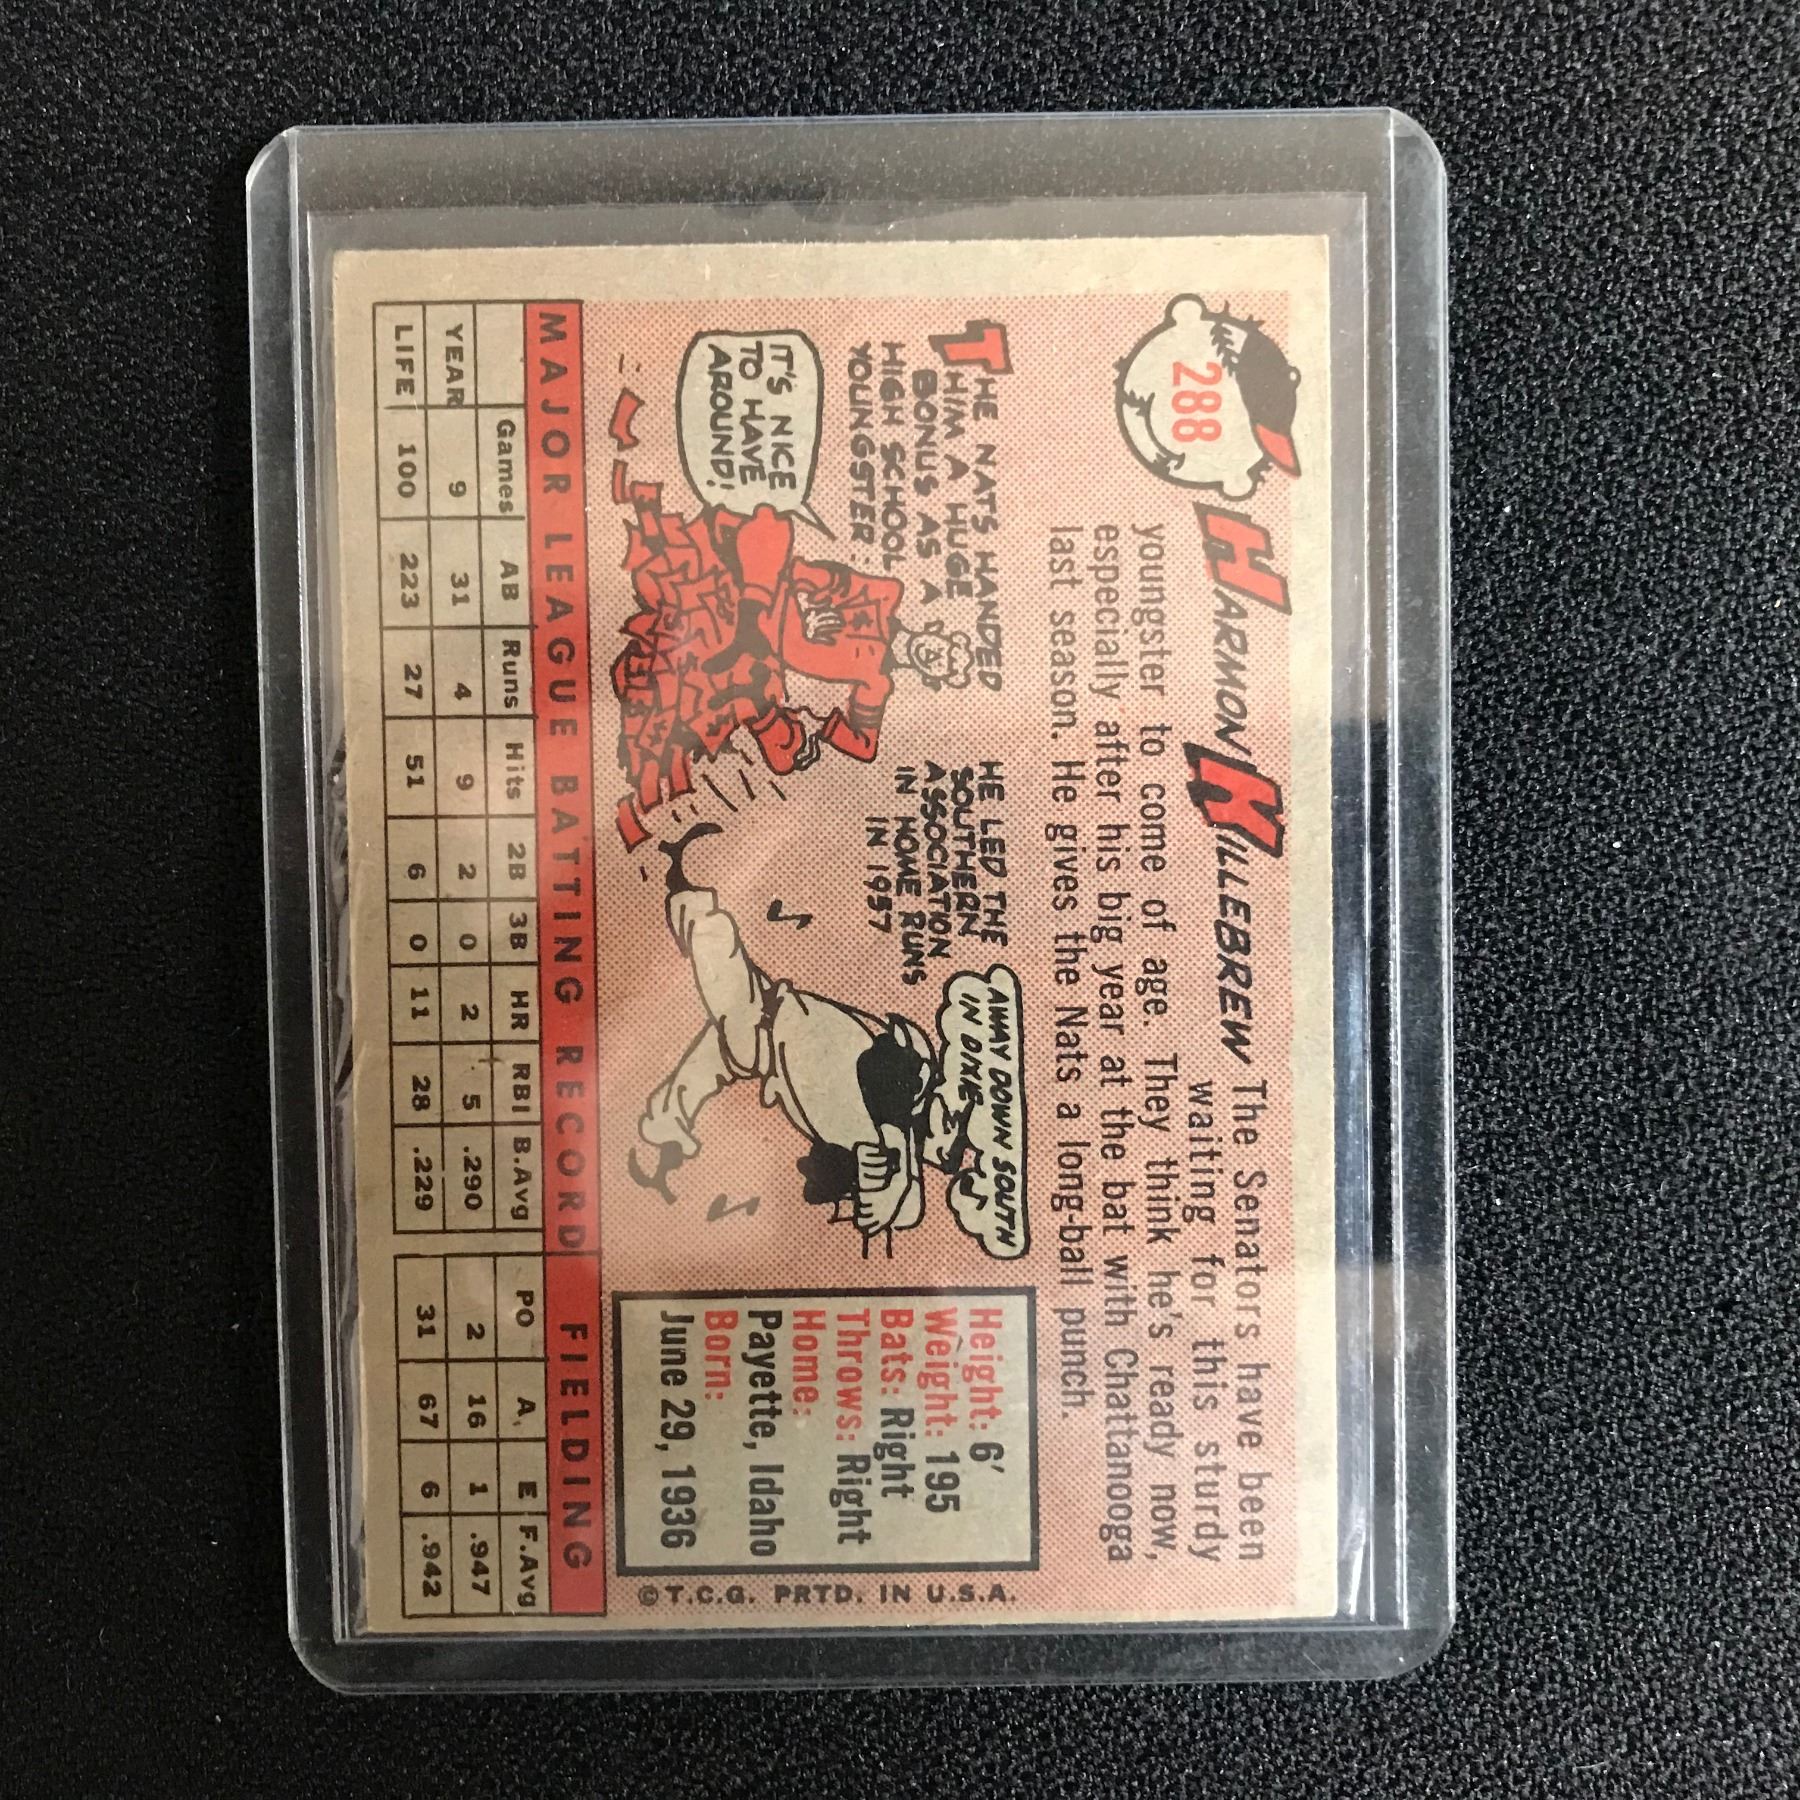 288
HARMON KILLEBREW The Senators have been
waiting for this sturdy
youngster to come of age. They think he's ready now,
especially after his big year at the bat with Chattanooga
last season. He gives the Nats a long-ball punch.
THE NATS HANDED
HIM A HUGE
BONUS AS A
HIGH SCHOOL
YOUNGSTER.
IT'S NICE
TO HAVE
AROUND!
HE LED THE
SOUTHERN
ASSOCIATION
IN HOME RUNS
IN 1957
AWAY DOWN SOUTH
IN DIXIE
Height: 6'
Weight: 195
Bats: Right
Throws: Right
Home:
Payette, Idaho
Born:
June 29, 1936
©T.C.G. PRTD. IN U.S.A.
MAJOR LEAGUE BATTING RECORD FIELDING
Games AB Runs Hits 2B 3B HR RBI B.Avg PO A. E F.Avg
YEAR 9 31 4 9 2 0 2 5 .290 2 16 1 .947
LIFE 100 223 27 51 6 0 11 28 .229 31 67 6 .942